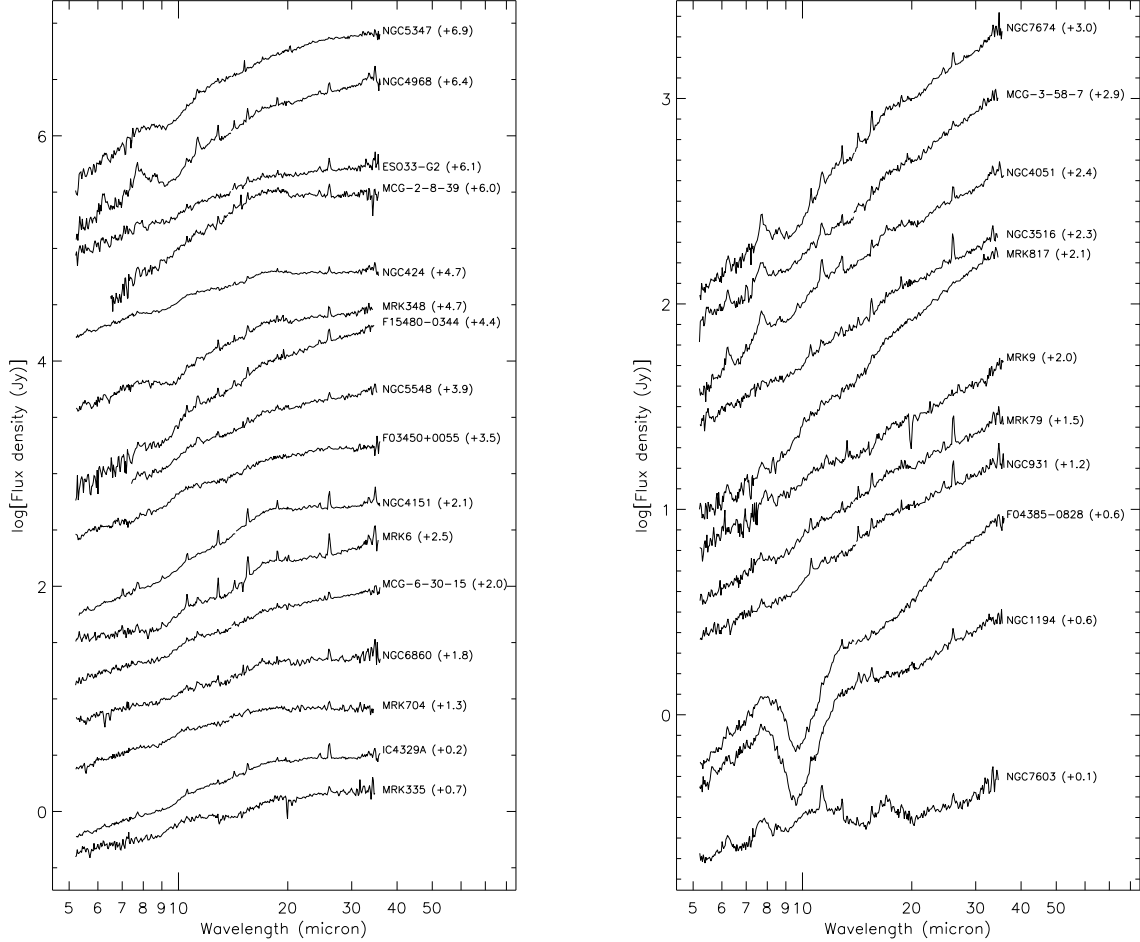 NGC5347 (+6.9)
NGC4968 (+6.4)
ESO33-G2 (+6.1)
MCG-2-8-39 (+6.0)
NGC424 (+4.7)
MRK348 (+4.7)
F15480-0344 (+4.4)
NGC5548 (+3.9)
F03450+0055 (+3.5)
NGC4151 (+2.1)
MRK6 (+2.5)
MCG-6-30-15 (+2.0)
NGC6860 (+1.8)
MRK704 (+1.3)
IC4329A (+0.2)
MRK335 (+0.7)
6
4
2
0
log[Flux density (Jy)]
5 6 7 8 9 10 20 30 40 50
Wavelength (micron)
NGC7674 (+3.0)
MCG-3-58-7 (+2.9)
NGC4051 (+2.4)
NGC3516 (+2.3)
MRK817 (+2.1)
MRK9 (+2.0)
MRK79 (+1.5)
NGC931 (+1.2)
F04385-0828 (+0.6)
NGC1194 (+0.6)
NGC7603 (+0.1)
3
2
1
0
log[Flux density (Jy)]
5 6 7 8 9 10 20 30 40 50
Wavelength (micron)